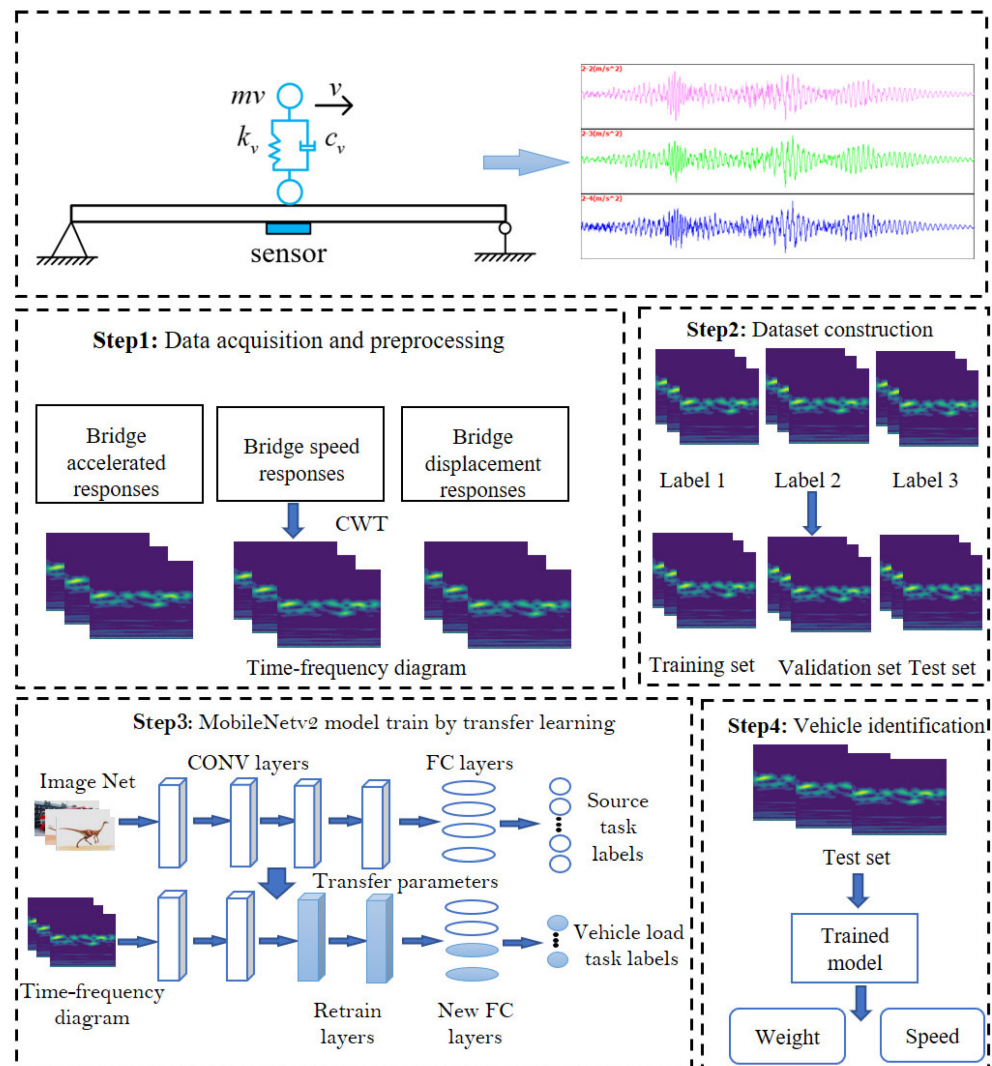 mv
v
k_v
c_v
sensor
2-2(m/s^2)
2-3(m/s^2)
2-4(m/s^2)
Step1: Data acquisition and preprocessing
Bridge
accelerated
responses
Bridge speed
responses
Bridge
displacement
responses
CWT
Time-frequency diagram
Step2: Dataset construction
Label 1
Label 2
Label 3
Training set
Validation set
Test set
Step3: MobileNetv2 model train by transfer learning
Image Net
CONV layers
FC layers
Source
task
labels
Transfer parameters
Time-frequency
diagram
Retrain
layers
New FC
layers
Vehicle load
task labels
Step4: Vehicle identification
Test set
Trained
model
Weight
Speed